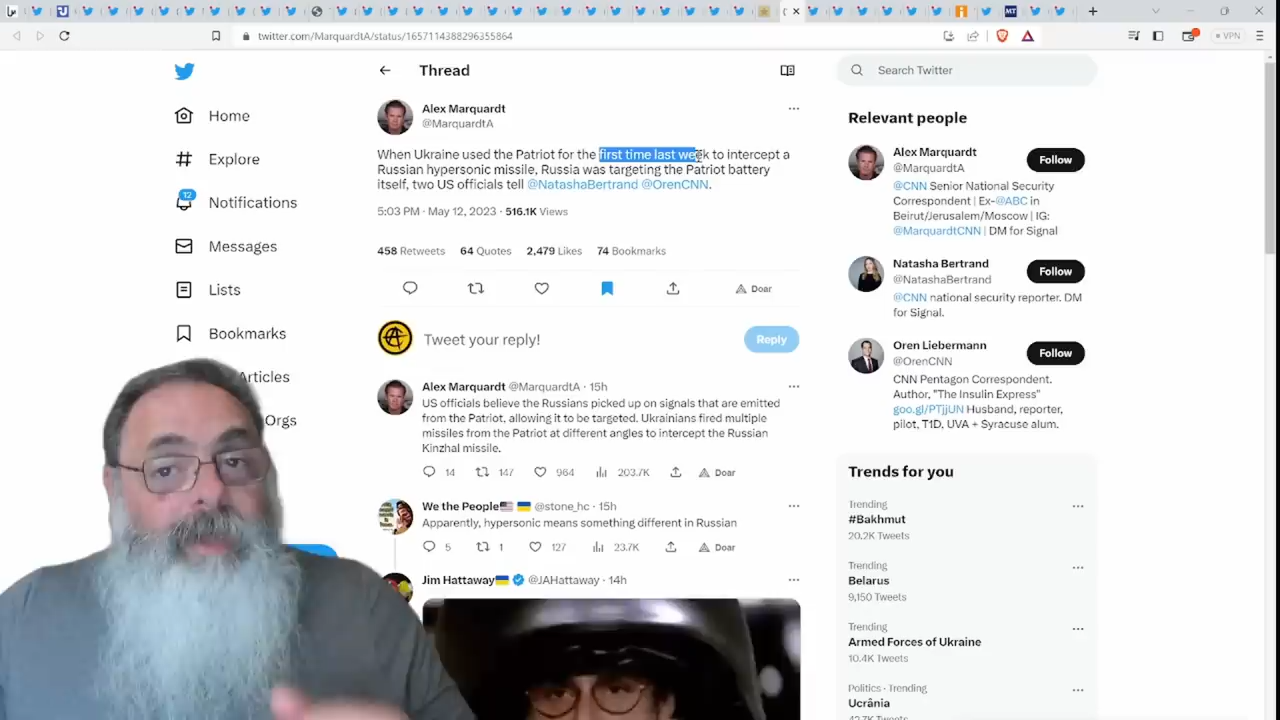 twitter.com/MarquardtA/status/1657114388296355864
VPN
MT
Home
Explore
12
Notifications
Messages
Lists
Bookmarks
Articles
Orgs
Thread
Alex Marquardt
@MarquardtA
When Ukraine used the Patriot for the first time last week to intercept a
Russian hypersonic missile, Russia was targeting the Patriot battery
itself, two US officials tell @NatashaBertrand @OrenCNN.
5:03 PM · May 12, 2023 · 516.1K Views
458 Retweets 64 Quotes 2,479 Likes 74 Bookmarks
Doar
Tweet your reply!
Reply
Alex Marquardt @MarquardtA · 15h
US officials believe the Russians picked up on signals that are emitted
from the Patriot, allowing it to be targeted. Ukrainians fired multiple
missiles from the Patriot at different angles to intercept the Russian
Kinzhal missile.
14 147 964 203.7K Doar
We the People @stone_hc · 15h
Apparently, hypersonic means something different in Russian
5 1 127 23.7K Doar
Jim Hattaway @JAHattaway · 14h
Search Twitter
Relevant people
Alex Marquardt
@MarquardtA
Follow
@CNN Senior National Security
Correspondent | Ex-@ABC in
Beirut/Jerusalem/Moscow | IG:
@MarquardtCNN | DM for Signal
Natasha Bertrand
@NatashaBertrand
Follow
@CNN national security reporter. DM
for Signal.
Oren Liebermann
@OrenCNN
Follow
CNN Pentagon Correspondent.
Author, "The Insulin Express"
goo.gl/PTjjUN Husband, reporter,
pilot, T1D, UVA + Syracuse alum.
Trends for you
Trending
#Bakhmut
20.2K Tweets
Trending
Belarus
9,150 Tweets
Trending
Armed Forces of Ukraine
10.4K Tweets
Politics · Trending
Ucrânia
42.7K Tweets